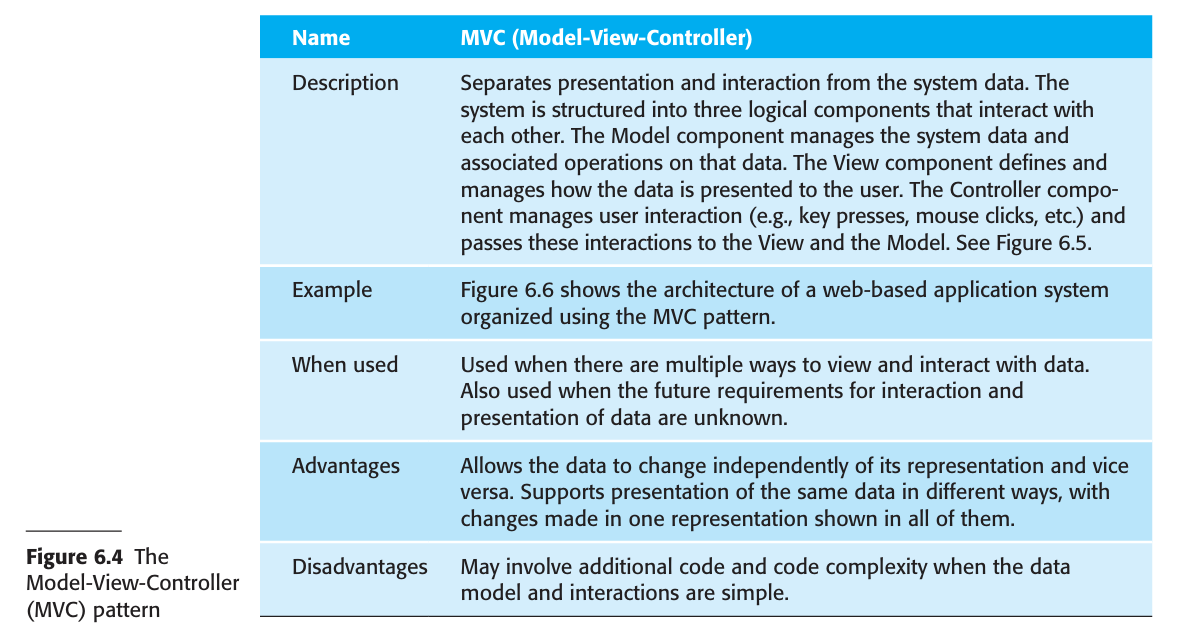 Name MVC (Model-View-Controller)
Description Separates presentation and interaction from the system data. The
system is structured into three logical components that interact with
each other. The Model component manages the system data and
associated operations on that data. The View component defines and
manages how the data is presented to the user. The Controller compo-
nent manages user interaction (e.g., key presses, mouse clicks, etc.) and
passes these interactions to the View and the Model. See Figure 6.5.
Example Figure 6.6 shows the architecture of a web-based application system
organized using the MVC pattern.
When used Used when there are multiple ways to view and interact with data.
Also used when the future requirements for interaction and
presentation of data are unknown.
Advantages Allows the data to change independently of its representation and vice
versa. Supports presentation of the same data in different ways, with
changes made in one representation shown in all of them.
Disadvantages May involve additional code and code complexity when the data
model and interactions are simple.
Figure 6.4 The
Model-View-Controller
(MVC) pattern